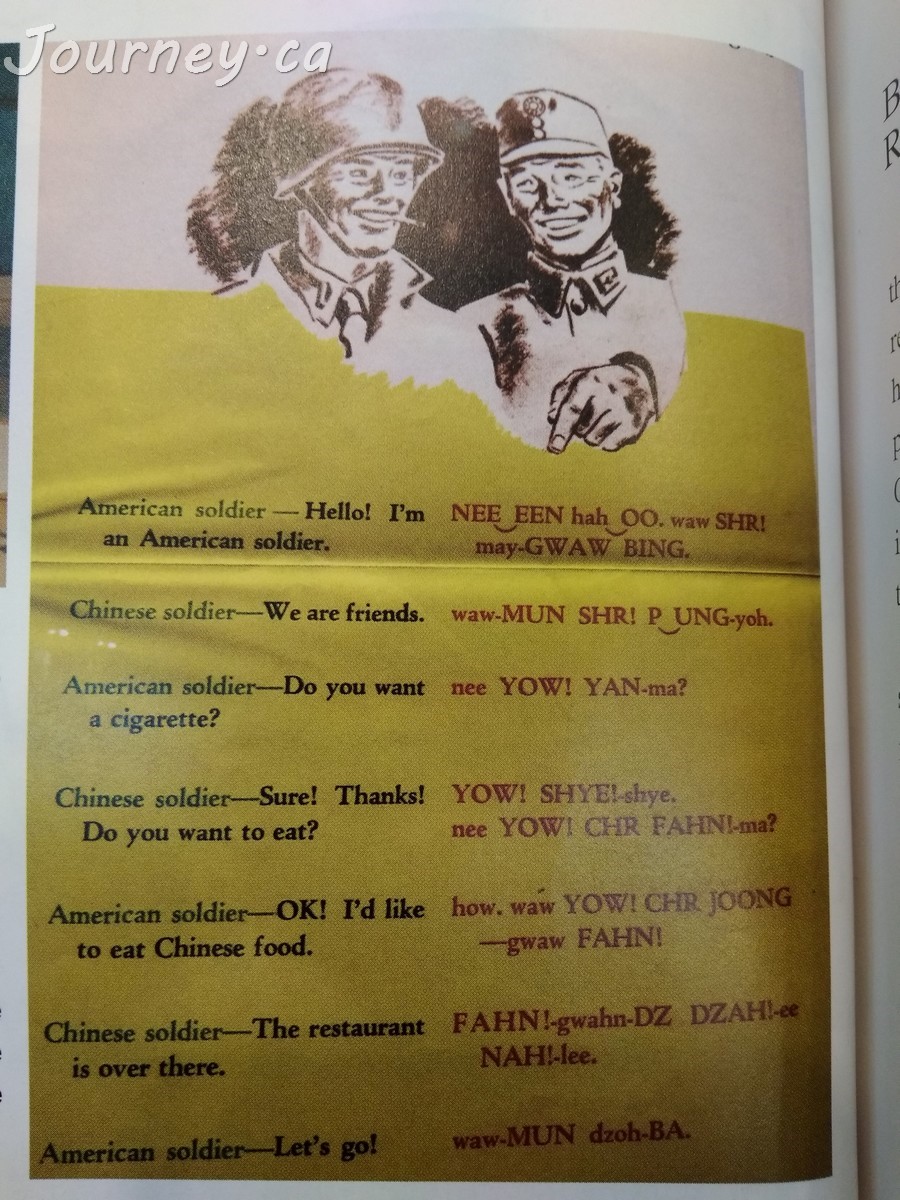 Journey.ca
American soldier — Hello! I'm NEE‿EEN hah‿OO. waw SHR!
an American soldier. may-GWAW BING.
Chinese soldier—We are friends. waw-MUN SHR! P‿UNG-yoh.
American soldier—Do you want nee YOW! YAN-ma?
a cigarette?
Chinese soldier—Sure! Thanks! YOW! SHYE!-shye.
Do you want to eat? nee YOW! CHR FAHN!-ma?
American soldier—OK! I'd like how. waw YOW! CHR JOONG
to eat Chinese food. —gwaw FAHN!
Chinese soldier—The restaurant FAHN!-gwahn-DZ DZAH!-ee
is over there. NAH!-lee.
American soldier—Let's go! waw-MUN dzoh-BA.
B
R